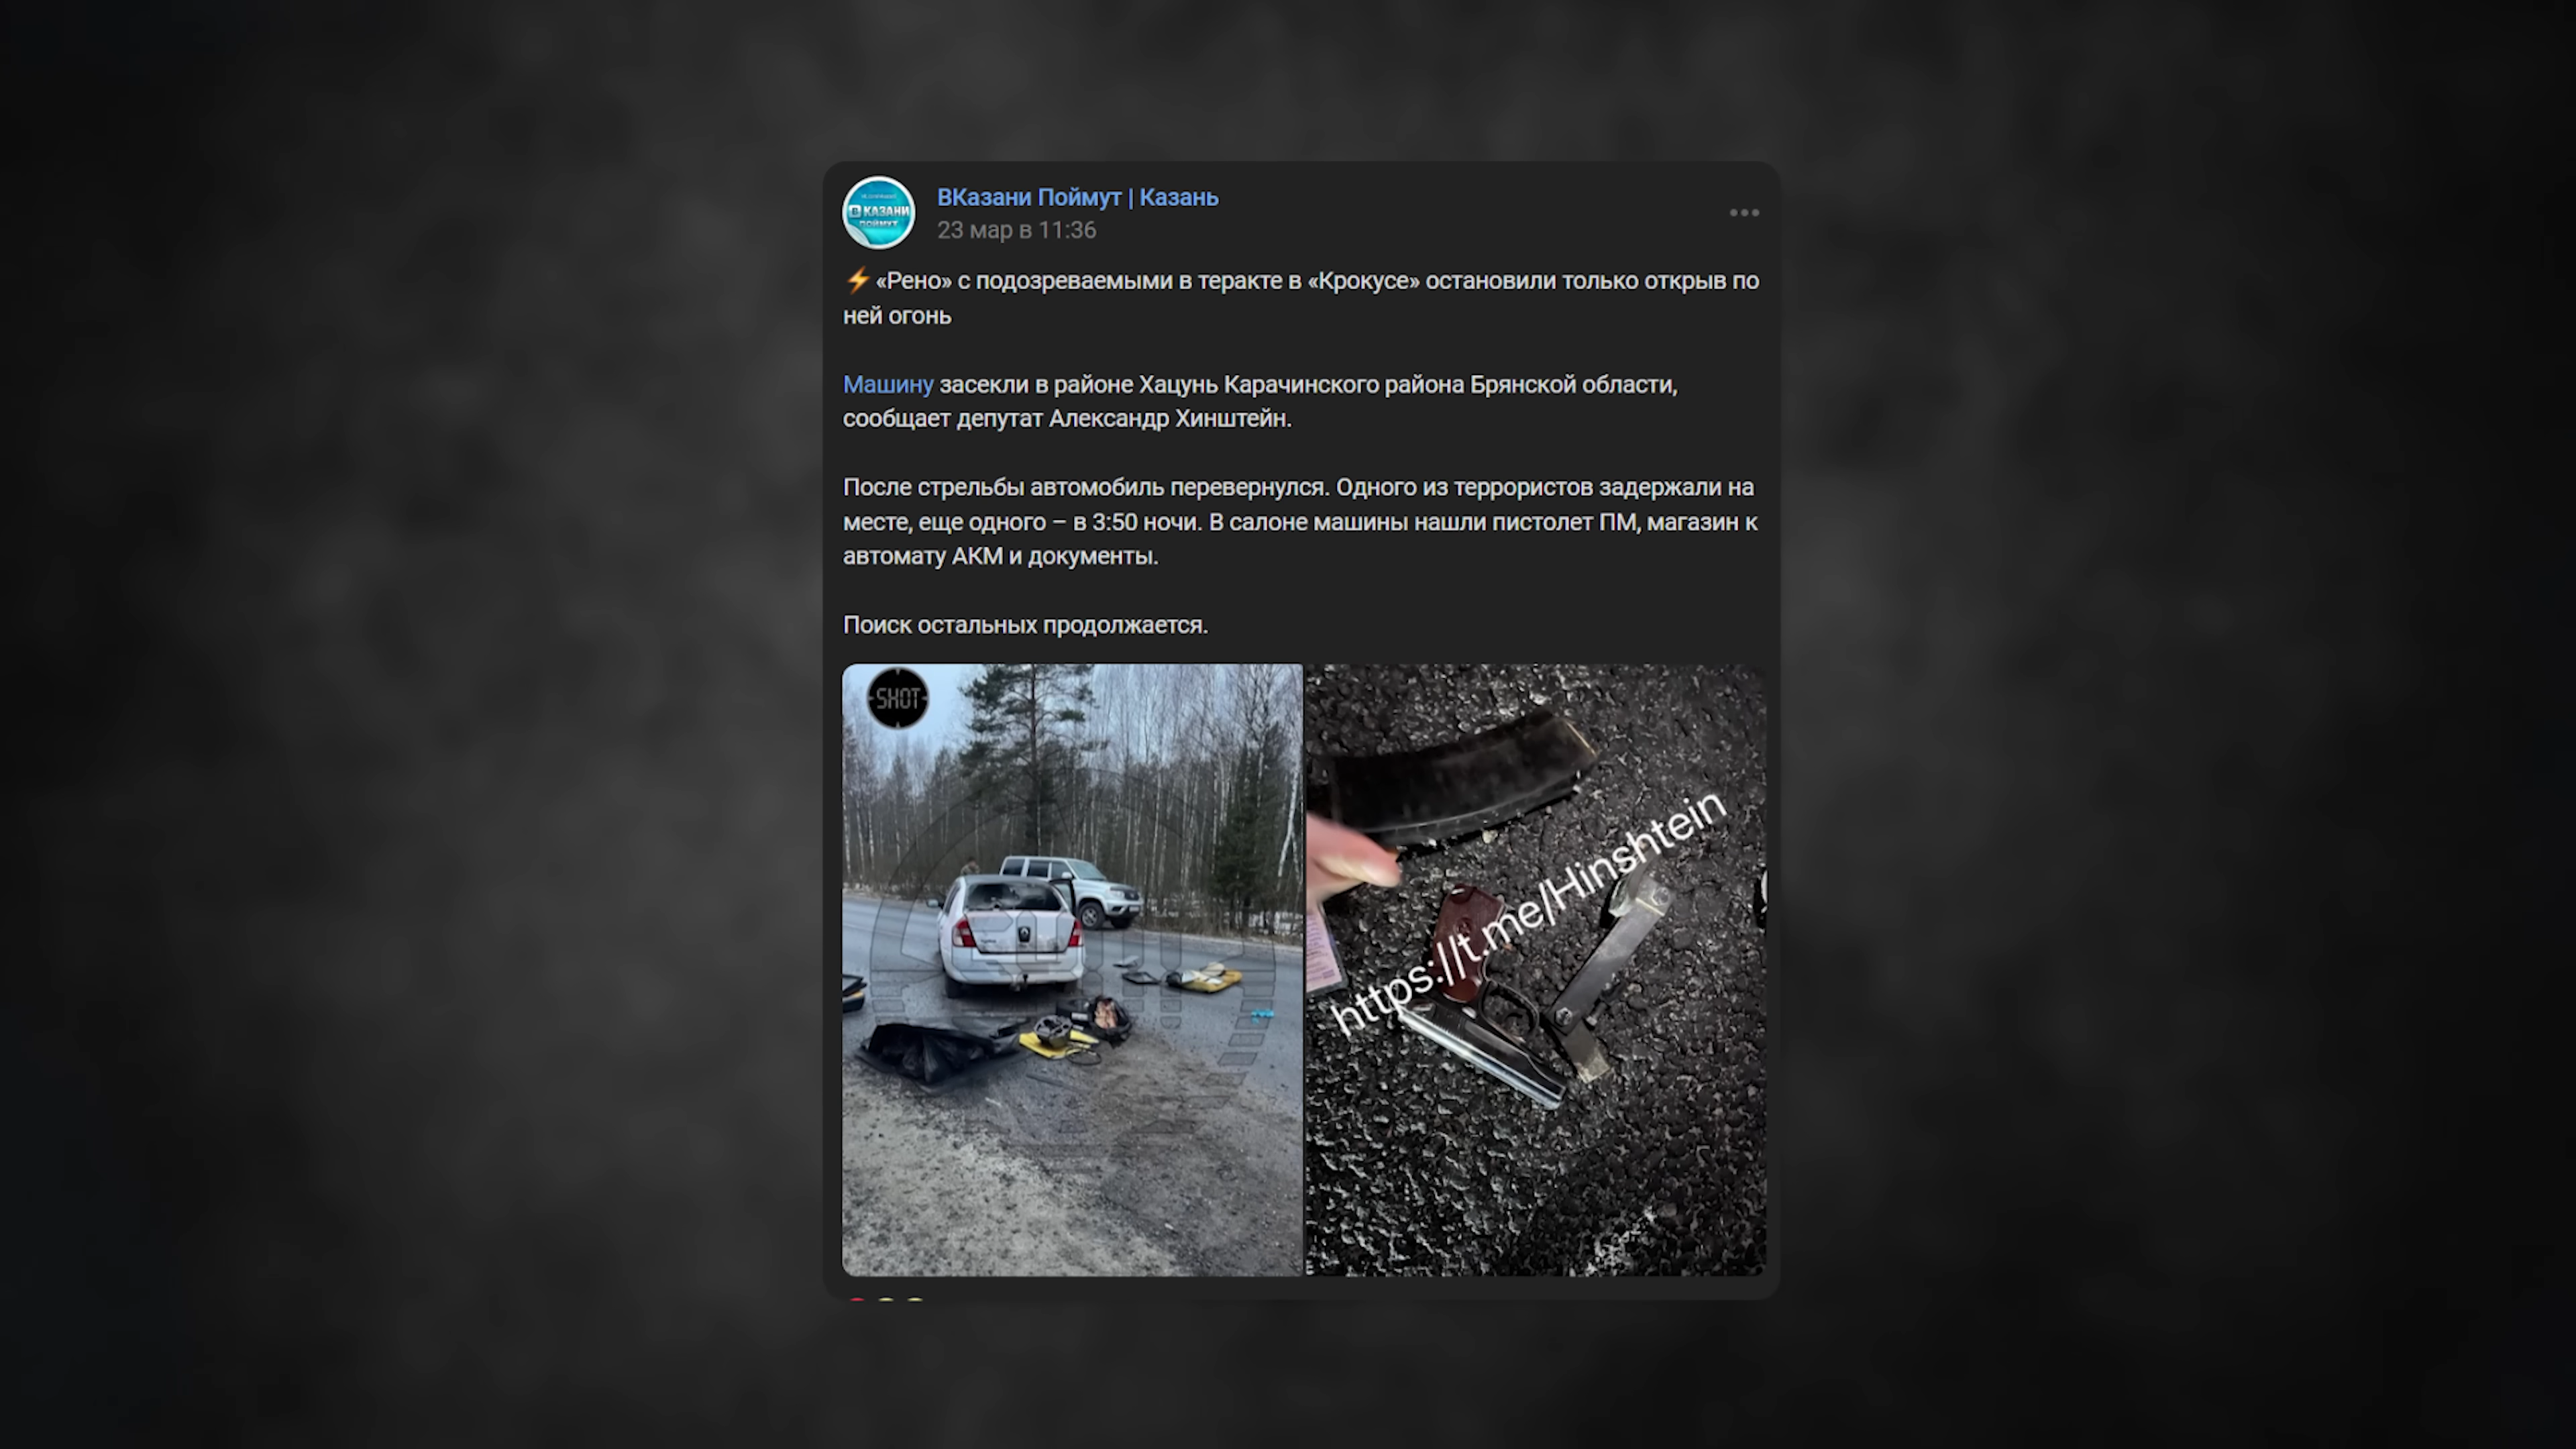 В КАЗАНИ
ПОЙМУТ
ВКазани Поймут | Казань
23 мар в 11:36
⚡«Рено» с подозреваемыми в теракте в «Крокусе» остановили только открыв по
ней огонь
Машину засекли в районе Хацунь Карачинского района Брянской области,
сообщает депутат Александр Хинштейн.
После стрельбы автомобиль перевернулся. Одного из террористов задержали на
месте, еще одного – в 3:50 ночи. В салоне машины нашли пистолет ПМ, магазин к
автомату АКМ и документы.
Поиск остальных продолжается.
SHOT
https://t.me/Hinshtein